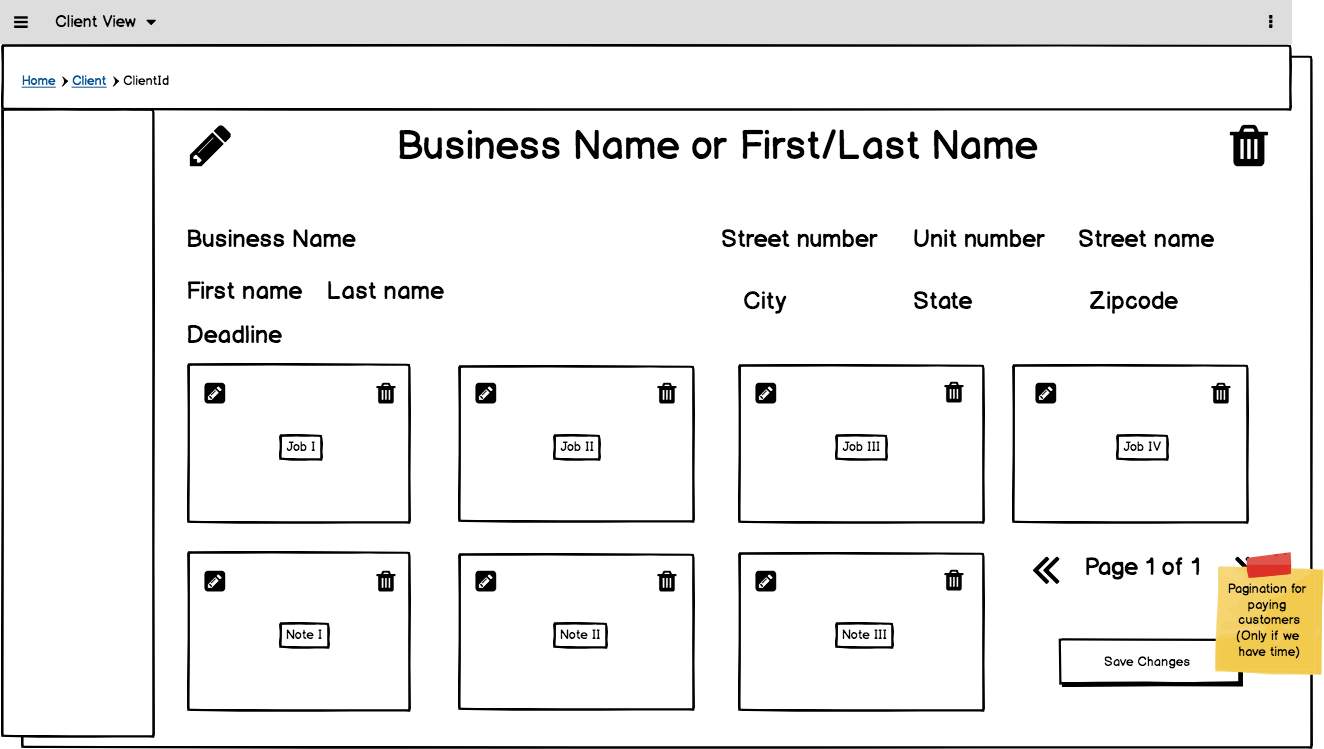 Client View
Home Client ClientId
Business Name or First/Last Name
Business Name
Street number Unit number Street name
First name Last name
City State Zipcode
Deadline
Job I
Job II
Job III
Job IV
Note I
Note II
Note III
Page 1 of 1
Pagination for
paying
customers
(Only if we
have time)
Save Changes